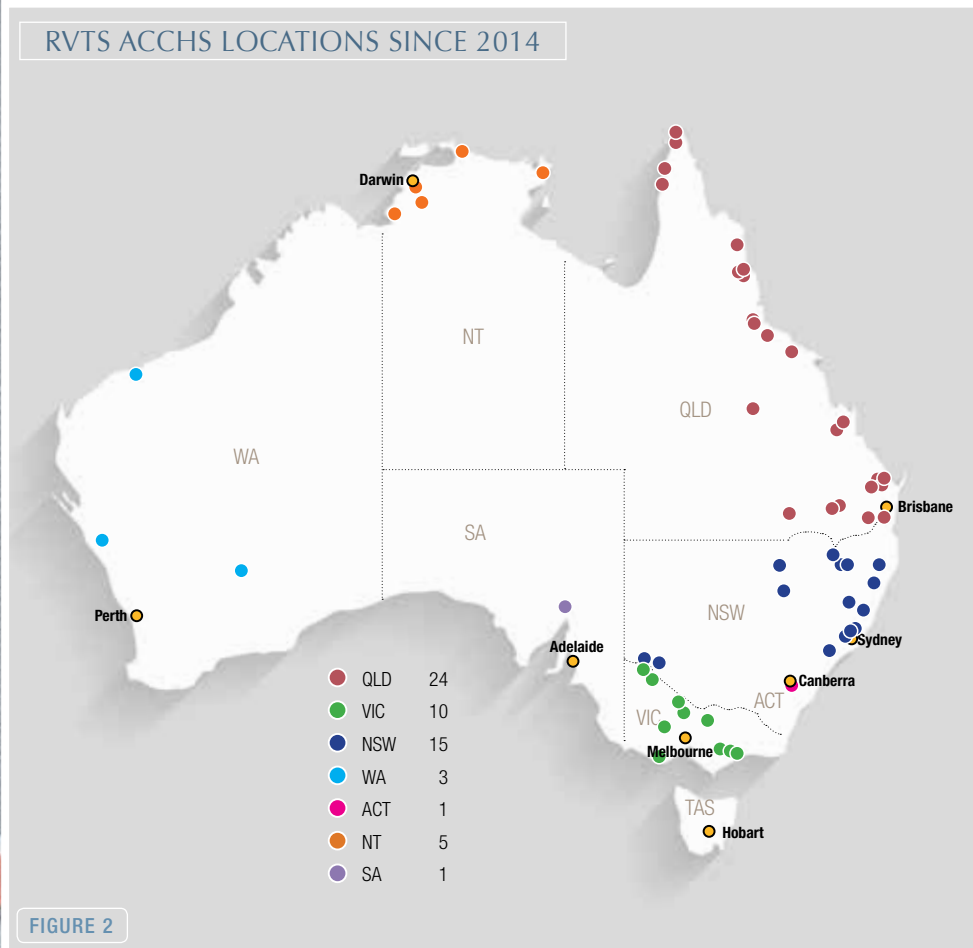 RVTS ACCHS LOCATIONS SINCE 2014
Darwin
NT
QLD
WA
Brisbane
SA
Perth
NSW
Sydney
Adelaide
Canberra
ACT
VIC
Melbourne
TAS
Hobart
QLD 24
VIC 10
NSW 15
WA 3
ACT 1
NT 5
SA 1
FIGURE 2